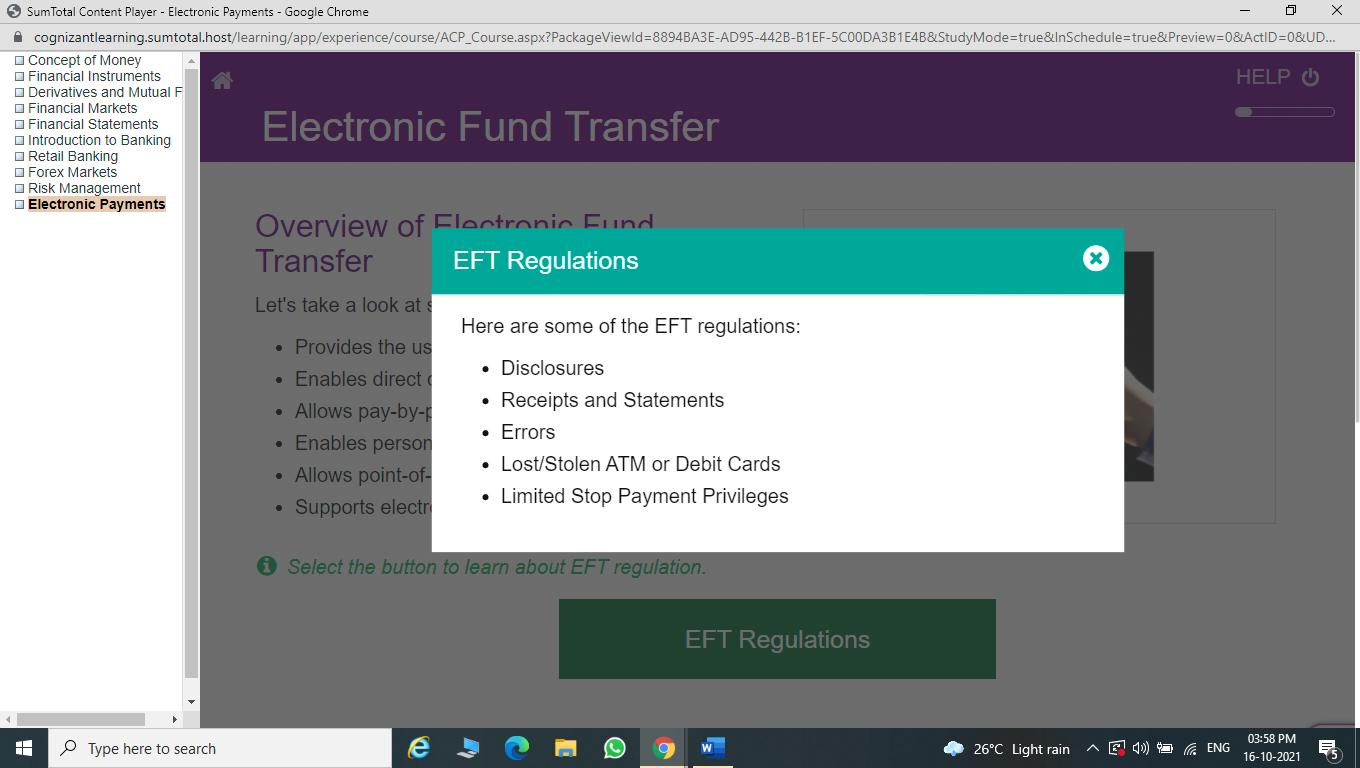 SumTotal Content Player - Electronic Payments - Google Chrome
cognizantlearning.sumtotal.host/learning/app/experience/course/ACP_Course.aspx?PackageViewId=8894BA3E-AD95-442B-B1EF-5C00DA3B1E4B&StudyMode=true&InSchedule=true&Preview=0&ActID=0&UD...
Concept of Money
Financial Instruments
Derivatives and Mutual F
Financial Markets
Financial Statements
Introduction to Banking
Retail Banking
Forex Markets
Risk Management
Electronic Payments
HELP
Electronic Fund Transfer
Overview of Electronic Fund
Transfer
Let's take a look at
Provides the us
Enables direct
Allows pay-by-
Enables person
Allows point-of-
Supports electr
EFT Regulations
Here are some of the EFT regulations:
Disclosures
Receipts and Statements
Errors
Lost/Stolen ATM or Debit Cards
Limited Stop Payment Privileges
Select the button to learn about EFT regulation.
EFT Regulations
Type here to search
26°C Light rain
ENG
03:58 PM
16-10-2021
5